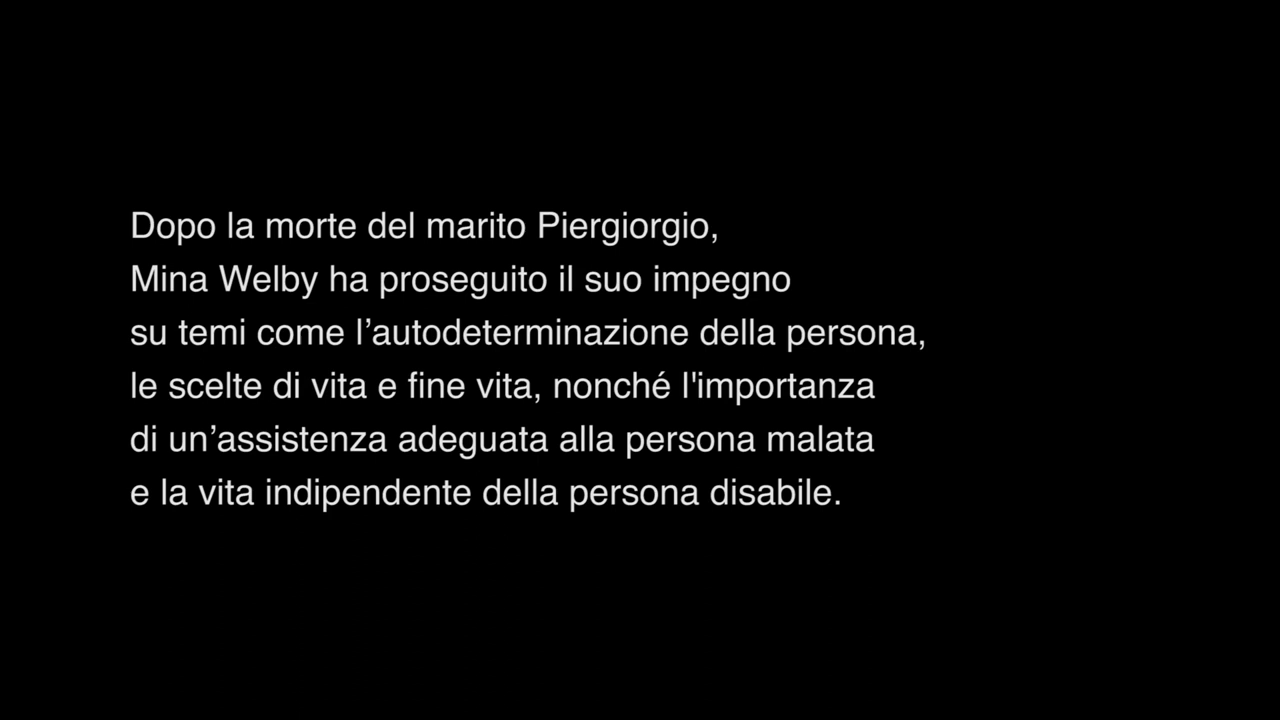 Dopo la morte del marito Piergiorgio,
Mina Welby ha proseguito il suo impegno
su temi come l’autodeterminazione della persona,
le scelte di vita e fine vita, nonché l'importanza
di un’assistenza adeguata alla persona malata
e la vita indipendente della persona disabile.